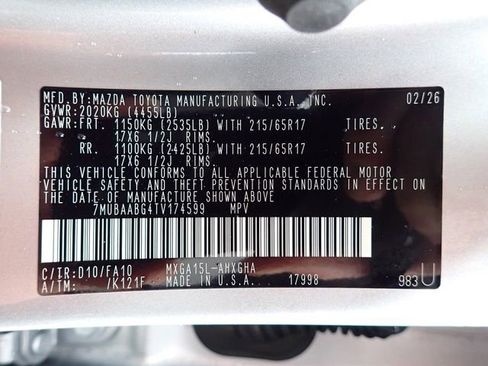 MFD.BY:MAZDA TOYOTA MANUFACTURING U.S.A.,INC. 02/26
GVWR:2020KG (4455LB)
GAWR:FRT. 1150KG (2535LB) WITH 215/65R17 TIRES..
17X6 1/2J RIMS.
RR. 1100KG (2425LB) WITH 215/65R17 TIRES..
17X6 1/2J RIMS.
THIS VEHICLE CONFORMS TO ALL APPLICABLE FEDERAL MOTOR
VEHICLE SAFETY AND THEFT PREVENTION STANDARDS IN EFFECT
ON THE DATE OF MANUFACTURE SHOWN ABOVE
7MUBAABG4TV174599 MPV
C/TR:D10/FA10 MXGA15L-AHXGHA
A/TM: /K121F MADE IN U.S.A. 17998 983U